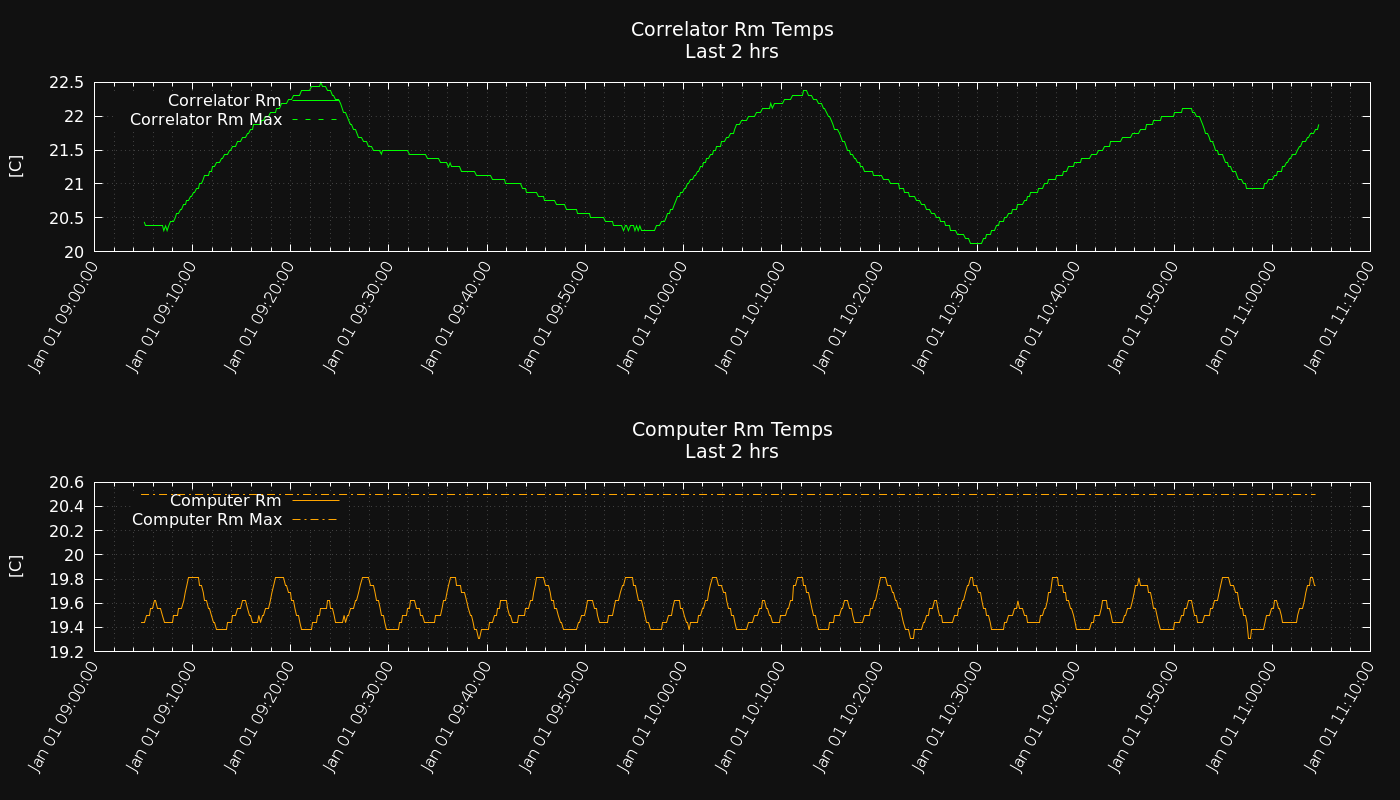 Correlator Rm Temps
Last 2 hrs
22.5
22
21.5
21
20.5
20
[C]
Correlator Rm
Correlator Rm Max
Jan 01 09:00:00
Jan 01 09:10:00
Jan 01 09:20:00
Jan 01 09:30:00
Jan 01 09:40:00
Jan 01 09:50:00
Jan 01 10:00:00
Jan 01 10:10:00
Jan 01 10:20:00
Jan 01 10:30:00
Jan 01 10:40:00
Jan 01 10:50:00
Jan 01 11:00:00
Jan 01 11:10:00
Computer Rm Temps
Last 2 hrs
20.6
20.4
20.2
20
19.8
19.6
19.4
19.2
[C]
Computer Rm
Computer Rm Max
Jan 01 09:00:00
Jan 01 09:10:00
Jan 01 09:20:00
Jan 01 09:30:00
Jan 01 09:40:00
Jan 01 09:50:00
Jan 01 10:00:00
Jan 01 10:10:00
Jan 01 10:20:00
Jan 01 10:30:00
Jan 01 10:40:00
Jan 01 10:50:00
Jan 01 11:00:00
Jan 01 11:10:00